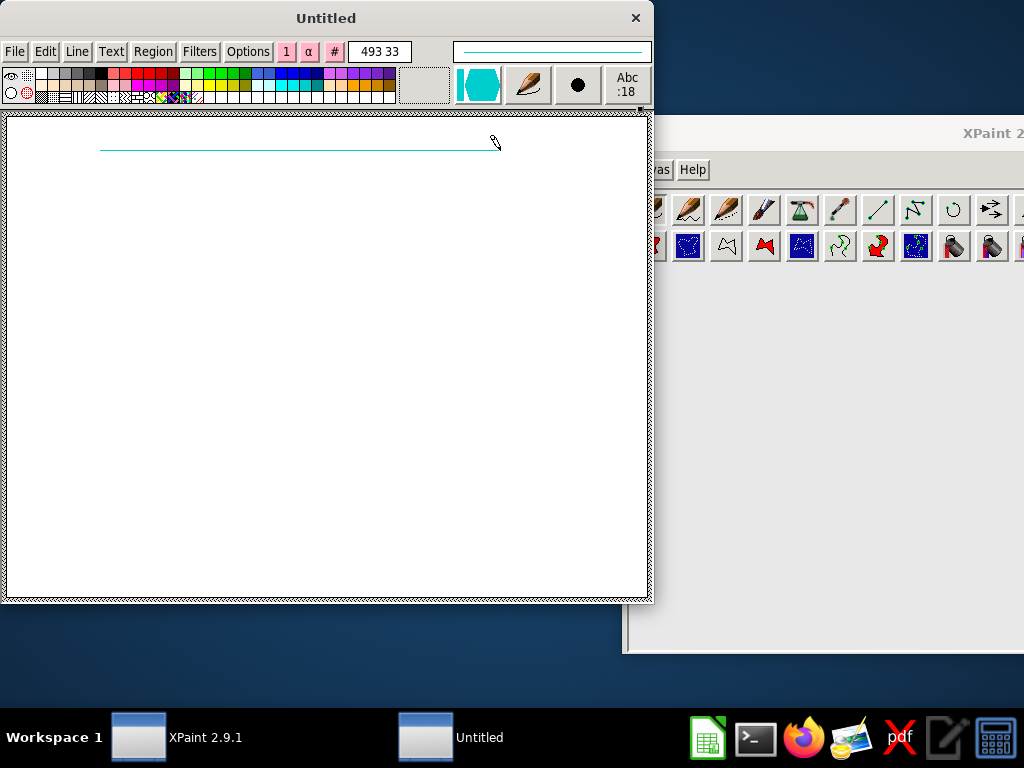 Untitled
File Edit Line Text Region Filters Options 1 α # 493 33
Abc
:18
XPaint 2
vas Help
Workspace 1 XPaint 2.9.1 Untitled pdf